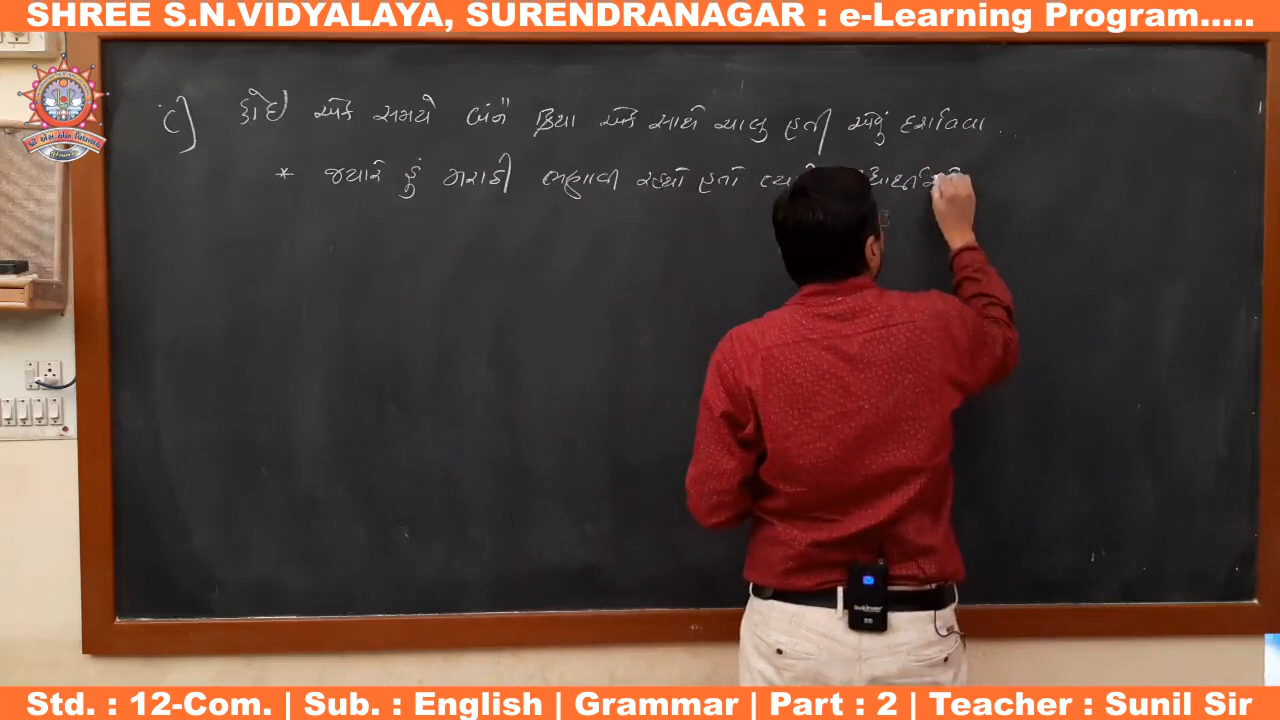 SHREE S.N.VIDYALAYA, SURENDRANAGAR : e-Learning Program.....
c) કોઈ એક સમયે બંને ક્રિયા એક સાથે ચાલુ હતી એવું દર્શાવવા . .
* જ્યારે હું મરાઠી ભણાવી રહ્યો હતો
Std. : 12-Com. | Sub. : English | Grammar | Part : 2 | Teacher : Sunil Sir